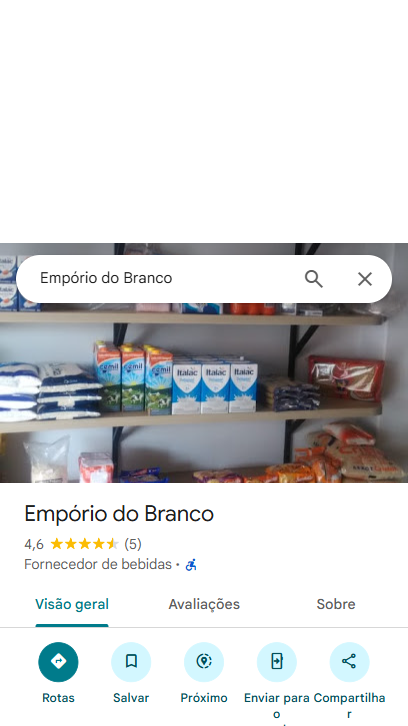 Empório do Branco
Italac Italac Italac
Empório do Branco
4,6 (5)
Fornecedor de bebidas ·
Visão geral Avaliações Sobre
Rotas Salvar Próximo Enviar para Compartilha
o r